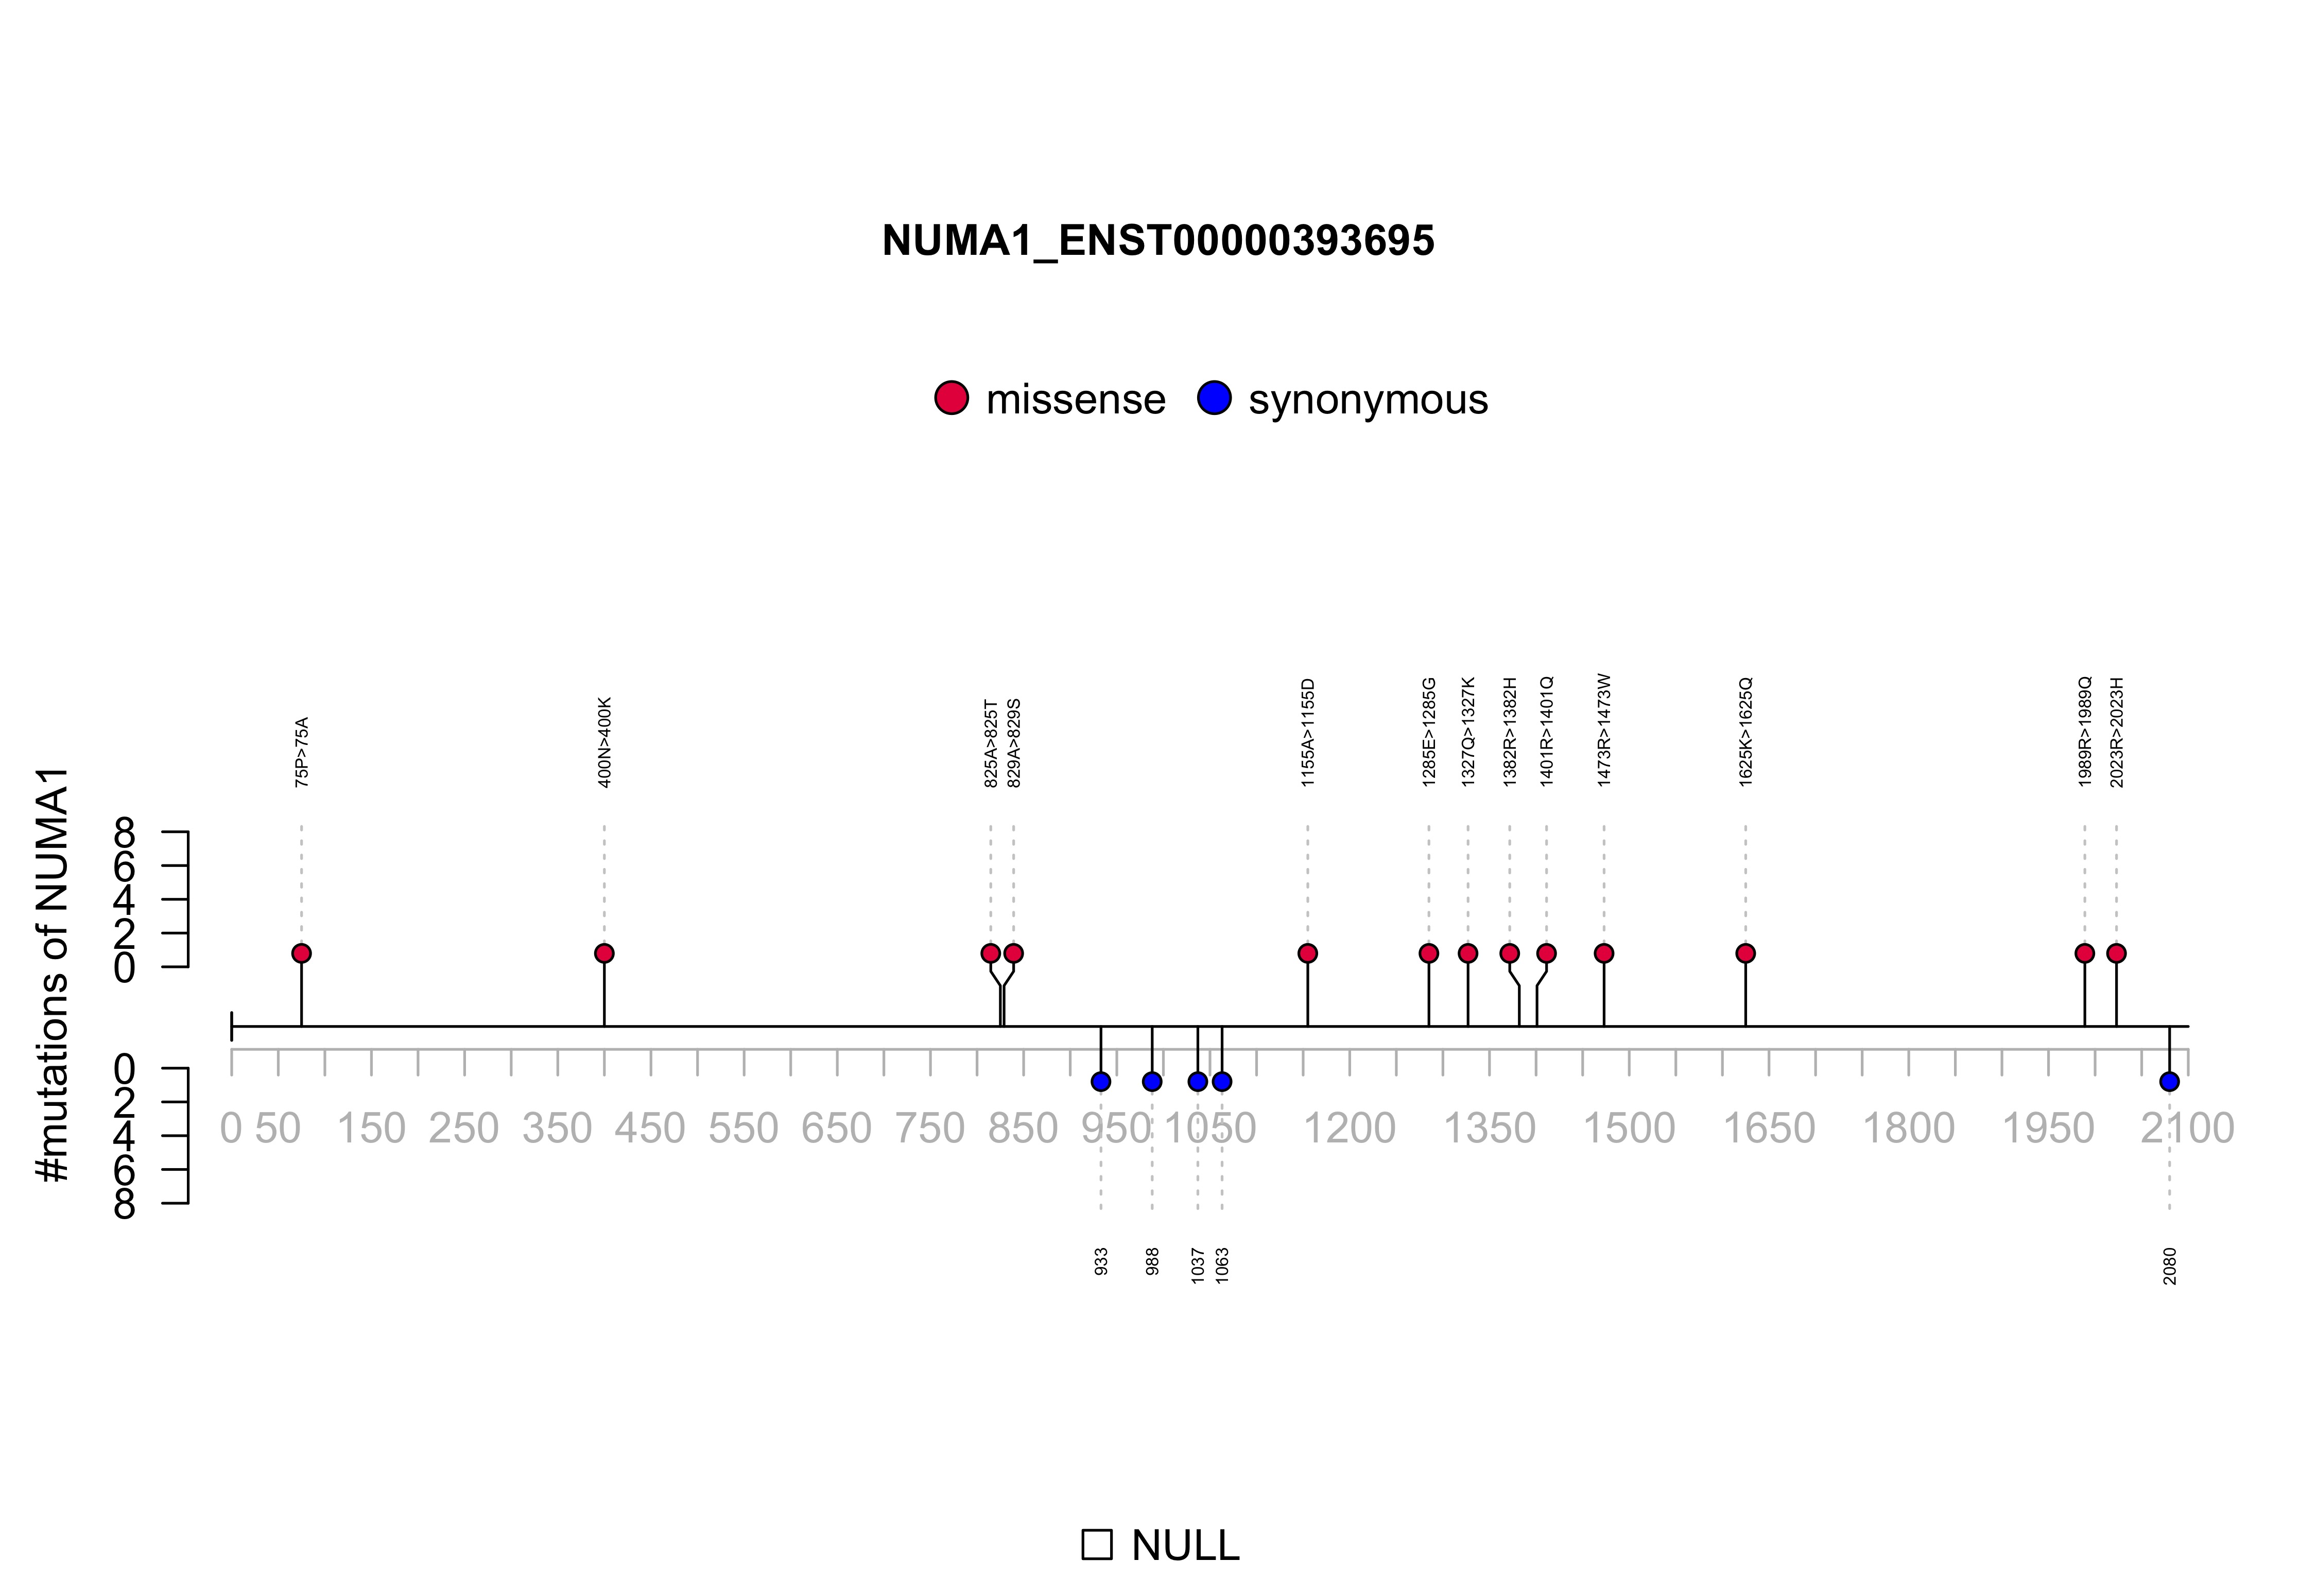 NUMA1_ENST00000393695
missense synonymous
75P>75A
400N>400K
825A>825T
829A>829S
1155A>1155D
1285E>1285G
1327Q>1327K
1382R>1382H
1401R>1401Q
1473R>1473W
1625K>1625Q
1989R>1989Q
2023R>2023H
#mutations of NUMA1
8
6
4
2
0
0
2
4
6
8
0 50 150 250 350 450 550 650 750 850 950 1050 1200 1350 1500 1650 1800 1950 2100
933
988
1037
1063
2080
NULL